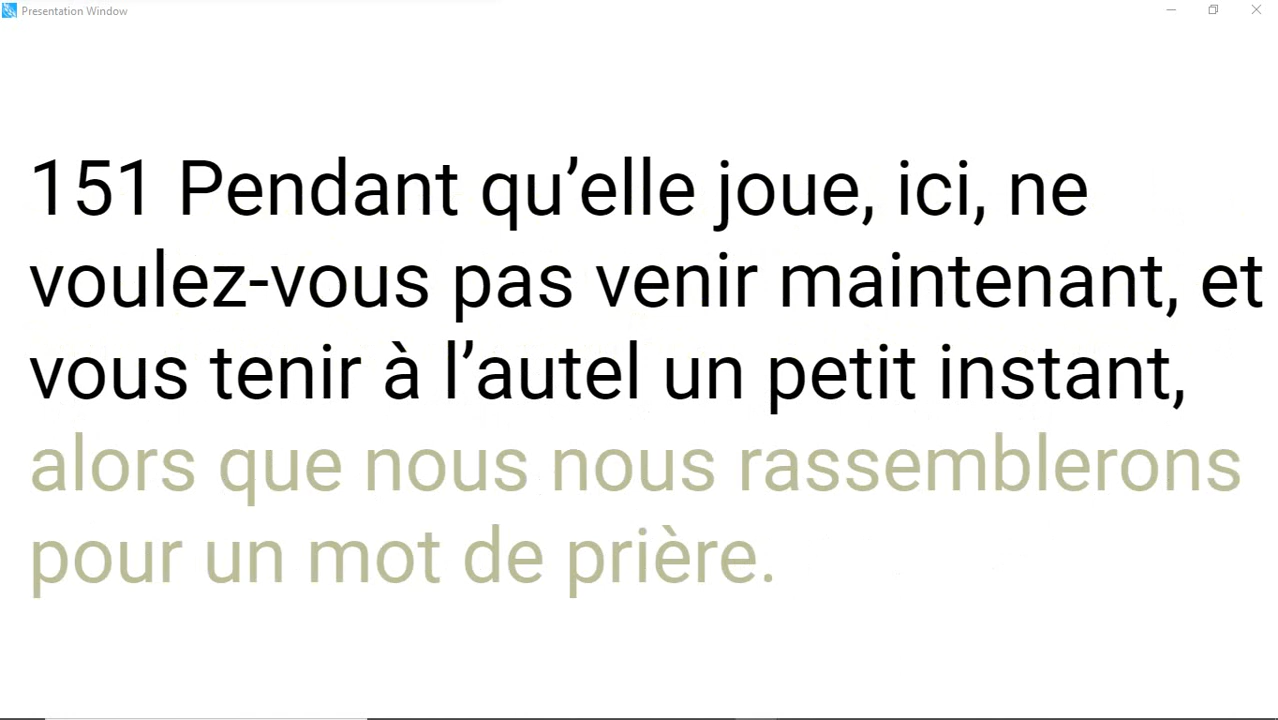 Presentation Window
151 Pendant qu’elle joue, ici, ne
voulez-vous pas venir maintenant, et
vous tenir à l’autel un petit instant,
alors que nous nous rassemblerons
pour un mot de prière.